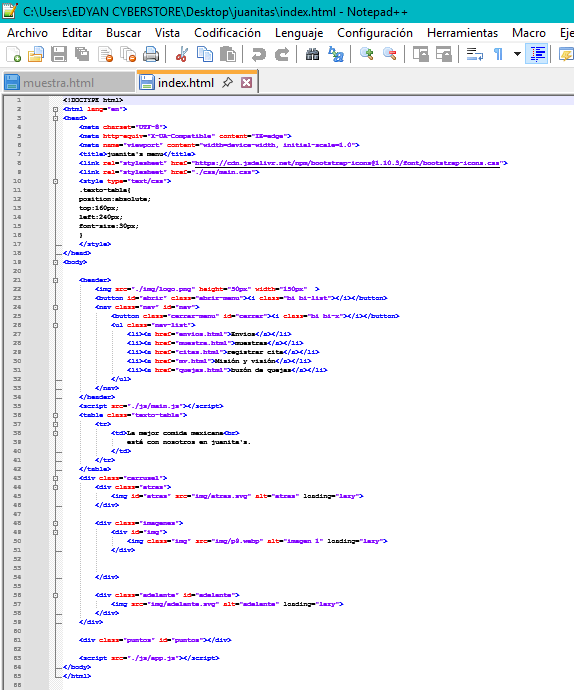 C:\Users\EDYAN CYBERSTORE\Desktop\juanitas\index.html - Notepad++
Archivo Editar Buscar Vista Codificación Lenguaje Configuración Herramientas Macro Eje
muestra.html index.html
1 <!DOCTYPE html>
2 <html lang="en">
3 <head>
4 <meta charset="UTF-8">
5 <meta http-equiv="X-UA-Compatible" content="IE=edge">
6 <meta name="viewport" content="width=device-width, initial-scale=1.0">
7 <title>juanita's menu</title>
8 <link rel="stylesheet" href="https://cdn.jsdelivr.net/npm/bootstrap-icons@1.10.3/font/bootstrap-icons.css">
9 <link rel="stylesheet" href="./css/main.css">
10 <style type="text/css">
11 .texto-table{
12 position:absolute;
13 top:160px;
14 left:240px;
15 font-size:30px;
16 }
17 </style>
18 </head>
19 <body>
20
21 <header>
22 <img src="./img/logo.png" height="50px" width="150px" >
23 <button id="abrir" class="abrir-menu"><i class="bi bi-list"></i></button>
24 <nav class="nav" id="nav">
25 <button class="cerrar-menu" id="cerrar"><i class="bi bi-x"></i></button>
26 <ul class="nav-list">
27 <li><a href="envios.html">Envios</a></li>
28 <li><a href="muestra.html">muestras</a></li>
29 <li><a href="citas.html">registrar cita</a></li>
30 <li><a href="mv.html">Misión y visión</a></li>
31 <li><a href="quejas.html">buzón de quejas</a></li>
32 </ul>
33 </nav>
34 </header>
35 <script src="./js/main.js"></script>
36 <table class="texto-table">
37 <tr>
38 <td>La mejor comida mexicana<br>
39 está con nosotros en juanita's.
40 </td>
41 </tr>
42 </table>
43 <div class="carrusel">
44 <div class="atras">
45 <img id="atras" src="img/atras.svg" alt="atras" loading="lazy">
46 </div>
47
48 <div class="imagenes">
49 <div id="img">
50 <img class="img" src="img/p9.webp" alt="imagen 1" loading="lazy">
51 </div>
52
53
54 </div>
55
56 <div class="adelante" id="adelante">
57 <img src="img/adelante.svg" alt="adelante" loading="lazy">
58 </div>
59 </div>
60
61 <div class="puntos" id="puntos"></div>
62
63 <script src="./js/app.js"></script>
64 </body>
65 </html>
66